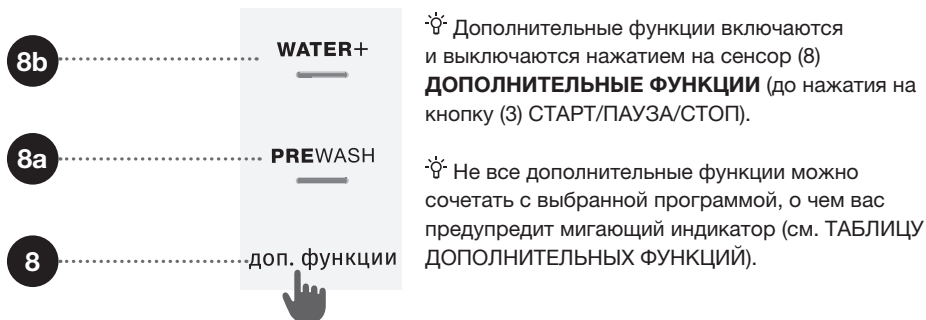 8b
WATER+
8a
PREWASH
8
доп. функции
Дополнительные функции включаются
и выключаются нажатием на сенсор (8)
ДОПОЛНИТЕЛЬНЫЕ ФУНКЦИИ (до нажатия на
кнопку (3) СТАРТ/ПАУЗА/СТОП).
Не все дополнительные функции можно
сочетать с выбранной программой, о чем вас
предупредит мигающий индикатор (см. ТАБЛИЦУ
ДОПОЛНИТЕЛЬНЫХ ФУНКЦИЙ).